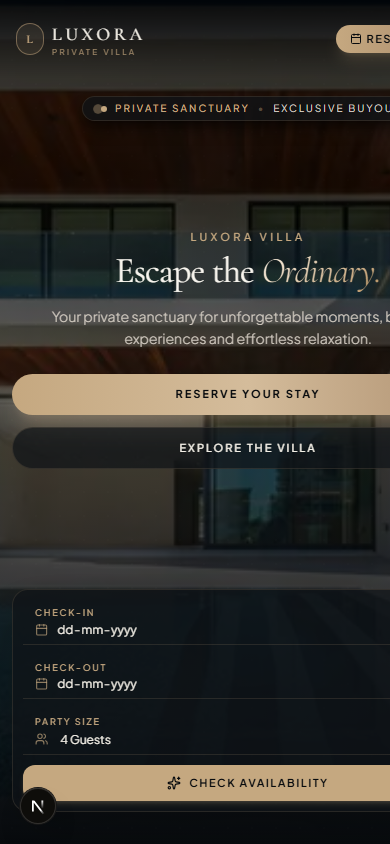 L
LUXORA
PRIVATE VILLA
RES
PRIVATE SANCTUARY • EXCLUSIVE BUYOU
LUXORA VILLA
Escape the Ordinary.
Your private sanctuary for unforgettable moments, b
experiences and effortless relaxation.
RESERVE YOUR STAY
EXPLORE THE VILLA
CHECK-IN
dd-mm-yyyy
CHECK-OUT
dd-mm-yyyy
PARTY SIZE
4 Guests
CHECK AVAILABILITY
N